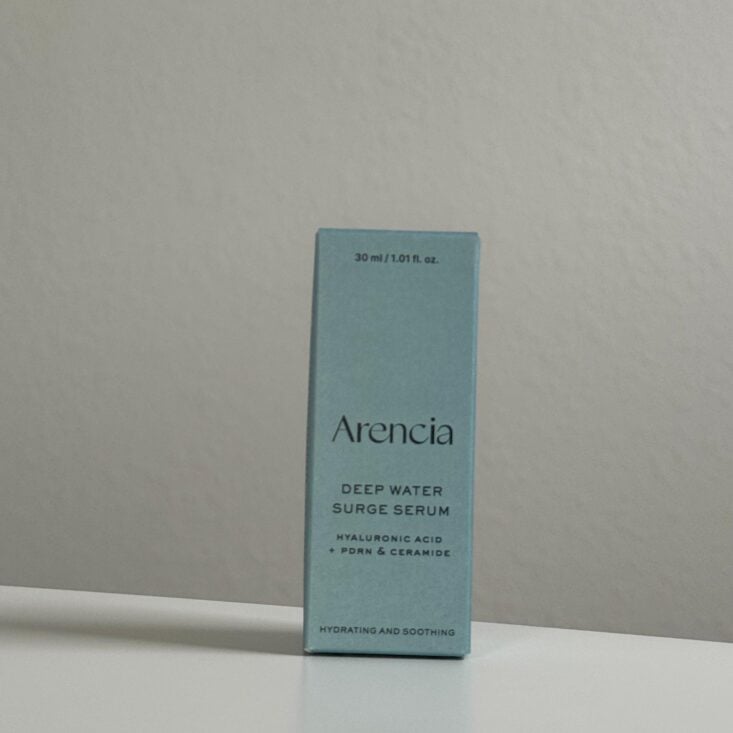 30 ml / 1.01 fl. oz.
Arencia
DEEP WATER
SURGE SERUM
HYALURONIC ACID
+ PDRN & CERAMIDE
HYDRATING AND SOOTHING